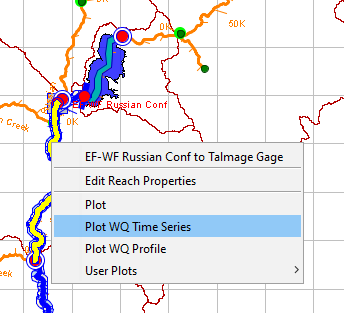 0K
50K
Russian Conf
0K
n Creek
EF-WF Russian Conf to Talmage Gage
Edit Reach Properties
Plot
Plot WQ Time Series
Plot WQ Profile
User Plots
eek